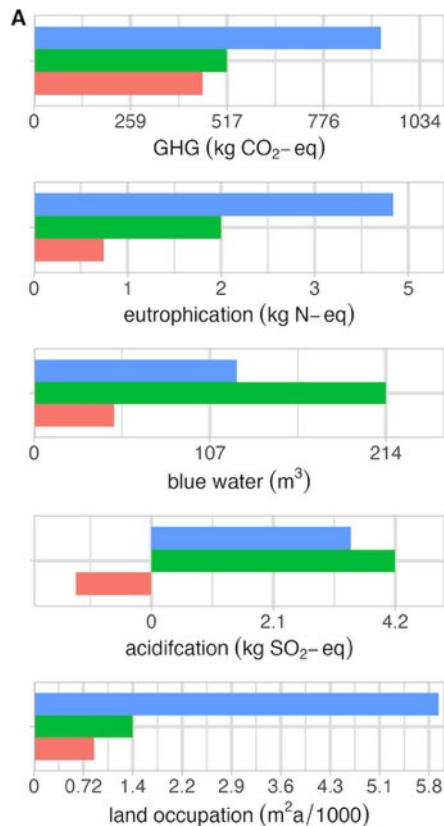 A
0 259 517 776 1034
GHG (kg CO₂−eq)
0 1 2 3 5
eutrophication (kg N−eq)
0 107 214
blue water (m³)
0 2.1 4.2
acidifcation (kg SO₂−eq)
0 0.72 1.4 2.2 2.9 3.6 4.3 5.1 5.8
land occupation (m²a/1000)